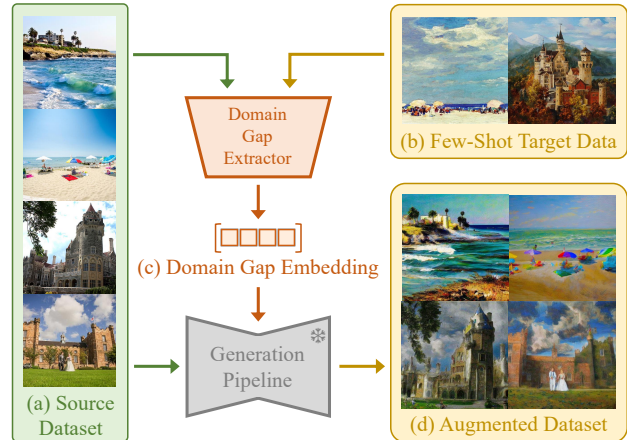 Domain
Gap
Extractor
(b) Few-Shot Target Data
(c) Domain Gap Embedding
Generation
Pipeline
(a) Source
Dataset
(d) Augmented Dataset